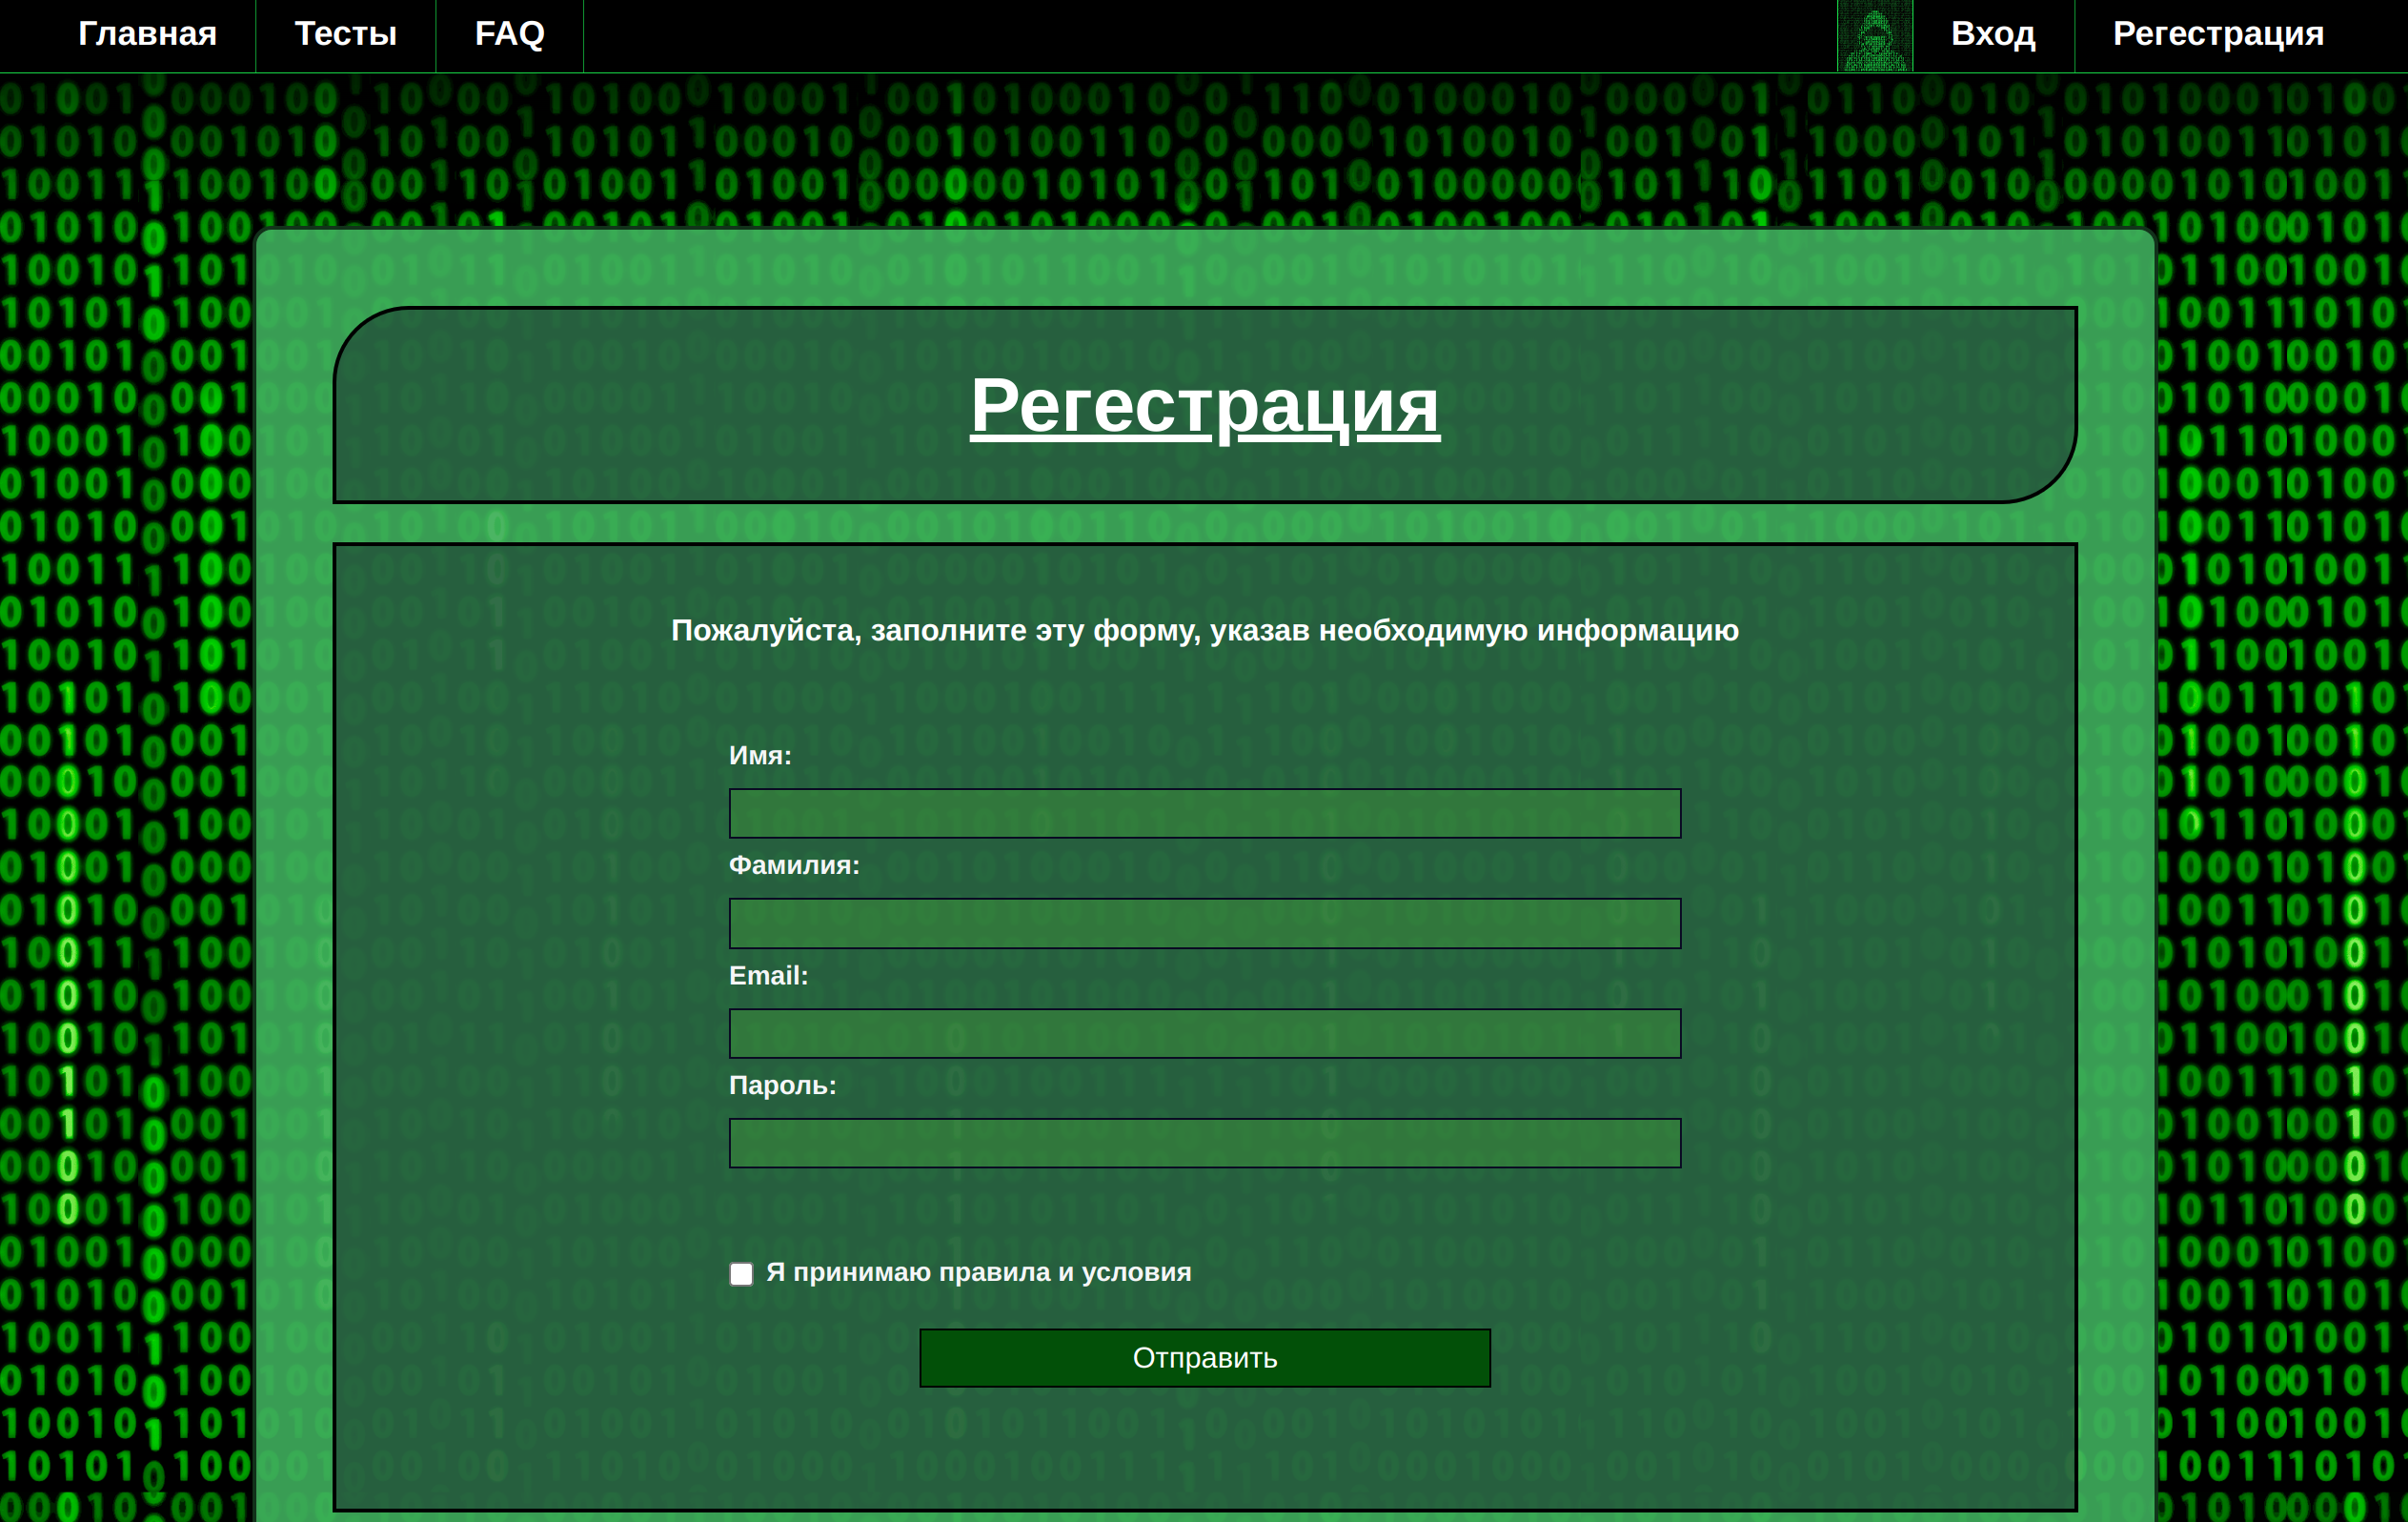 Главная Тесты FAQ Вход Регестрация
Регестрация
Пожалуйста, заполните эту форму, указав необходимую информацию
Имя:
Фамилия:
Email:
Пароль:
Я принимаю правила и условия
Отправить